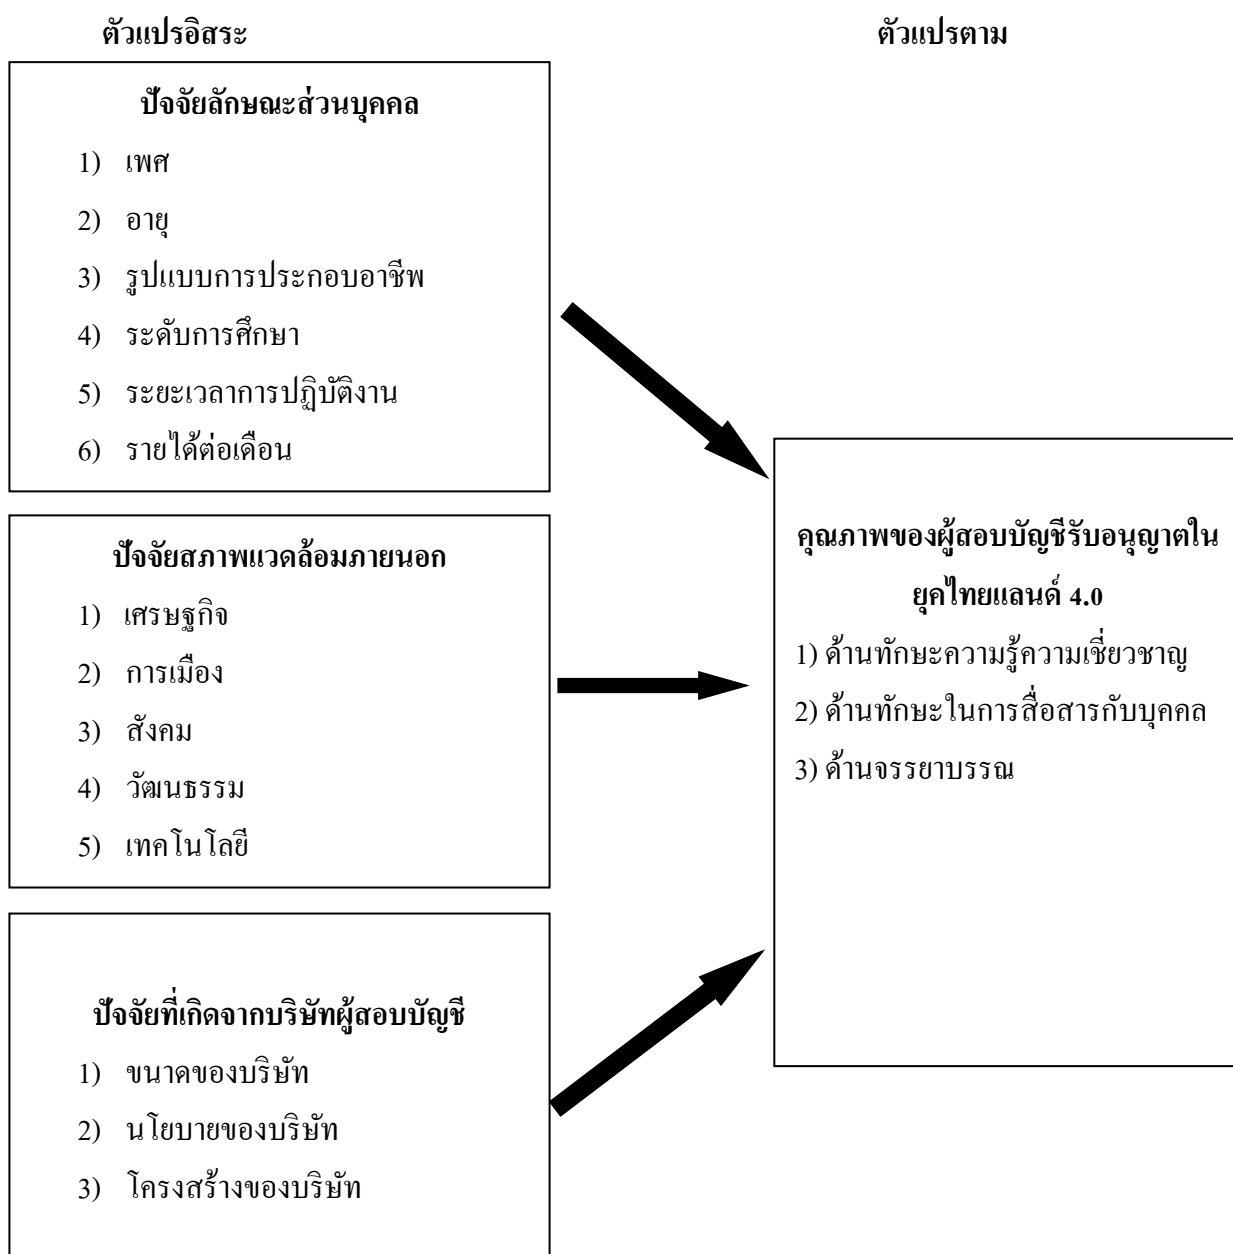 ตัวแปรอิสระ
ตัวแปรตาม
ปัจจัยลักษณะส่วนบุคคล
1) เพศ
2) อายุ
3) รูปแบบการประกอบอาชีพ
4) ระดับการศึกษา
5) ระยะเวลาการปฏิบัติงาน
6) รายได้ต่อเดือน
ปัจจัยสภาพแวดล้อมภายนอก
1) เศรษฐกิจ
2) การเมือง
3) สังคม
4) วัฒนธรรม
5) เทคโนโลยี
ปัจจัยที่เกิดจากบริษัทผู้สอบบัญชี
1) ขนาดของบริษัท
2) นโยบายของบริษัท
3) โครงสร้างของบริษัท
คุณภาพของผู้สอบบัญชีรับอนุญาตใน
ยุคไทยแลนด์ 4.0
1) ด้านทักษะความรู้ความเชี่ยวชาญ
2) ด้านทักษะในการสื่อสารกับบุคคล
3) ด้านจรรยาบรรณ